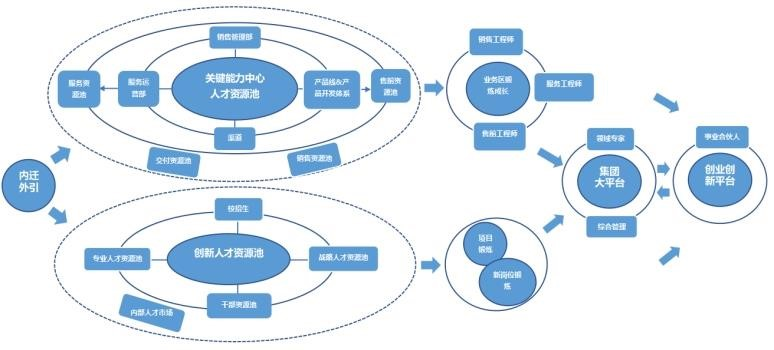 内迁
外引
销售管理部
服务资
源池
服务运
营部
关键能力中心
人才资源池
产品线&产
品开发体系
售前资
源池
渠道
交付资源池
销售资源池
校招生
专业人才资源池
创新人才资源池
战略人才资源池
干部资源池
内部人才市场
销售工程师
业务区锻
炼成长
服务工程师
售前工程师
项目
锻炼
新岗位锻
炼
领域专家
集团
大平台
综合管理
事业合伙人
创业创
新平台